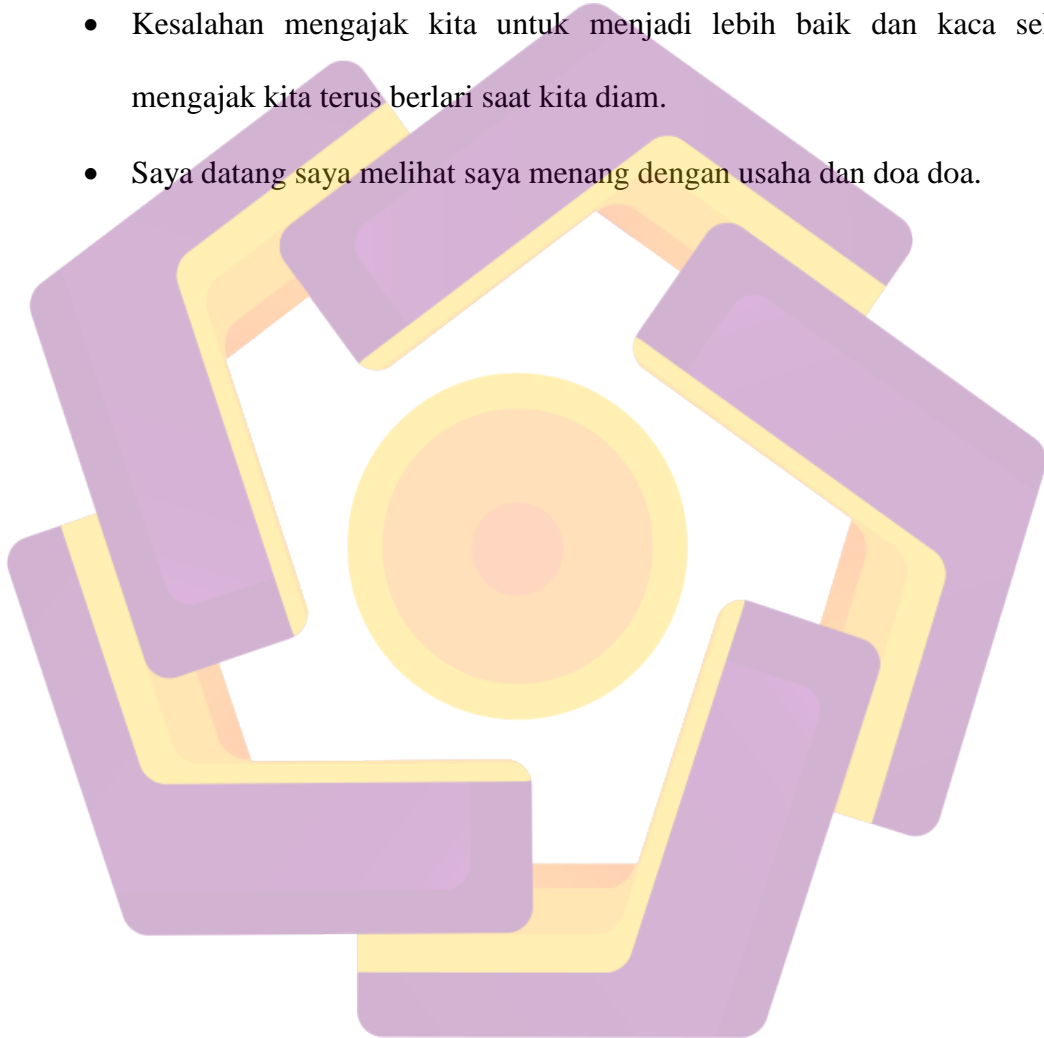 • Kesalahan mengajak kita untuk menjadi lebih baik dan kaca
mengajak kita terus berlari saat kita diam.
• Saya datang saya melihat saya menang dengan usaha dan doa doa.